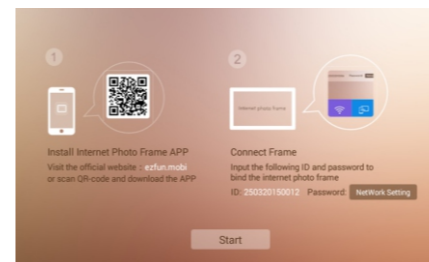 1
Install Internet Photo Frame APP
Visit the official website : ezfun.mobi
or scan QR-code and download the APP
2
Internet photo frame
Connect Frame
Input the following ID and password to
bind the internet photo frame
ID: 250320150012 Password: NetWork Setting
Start